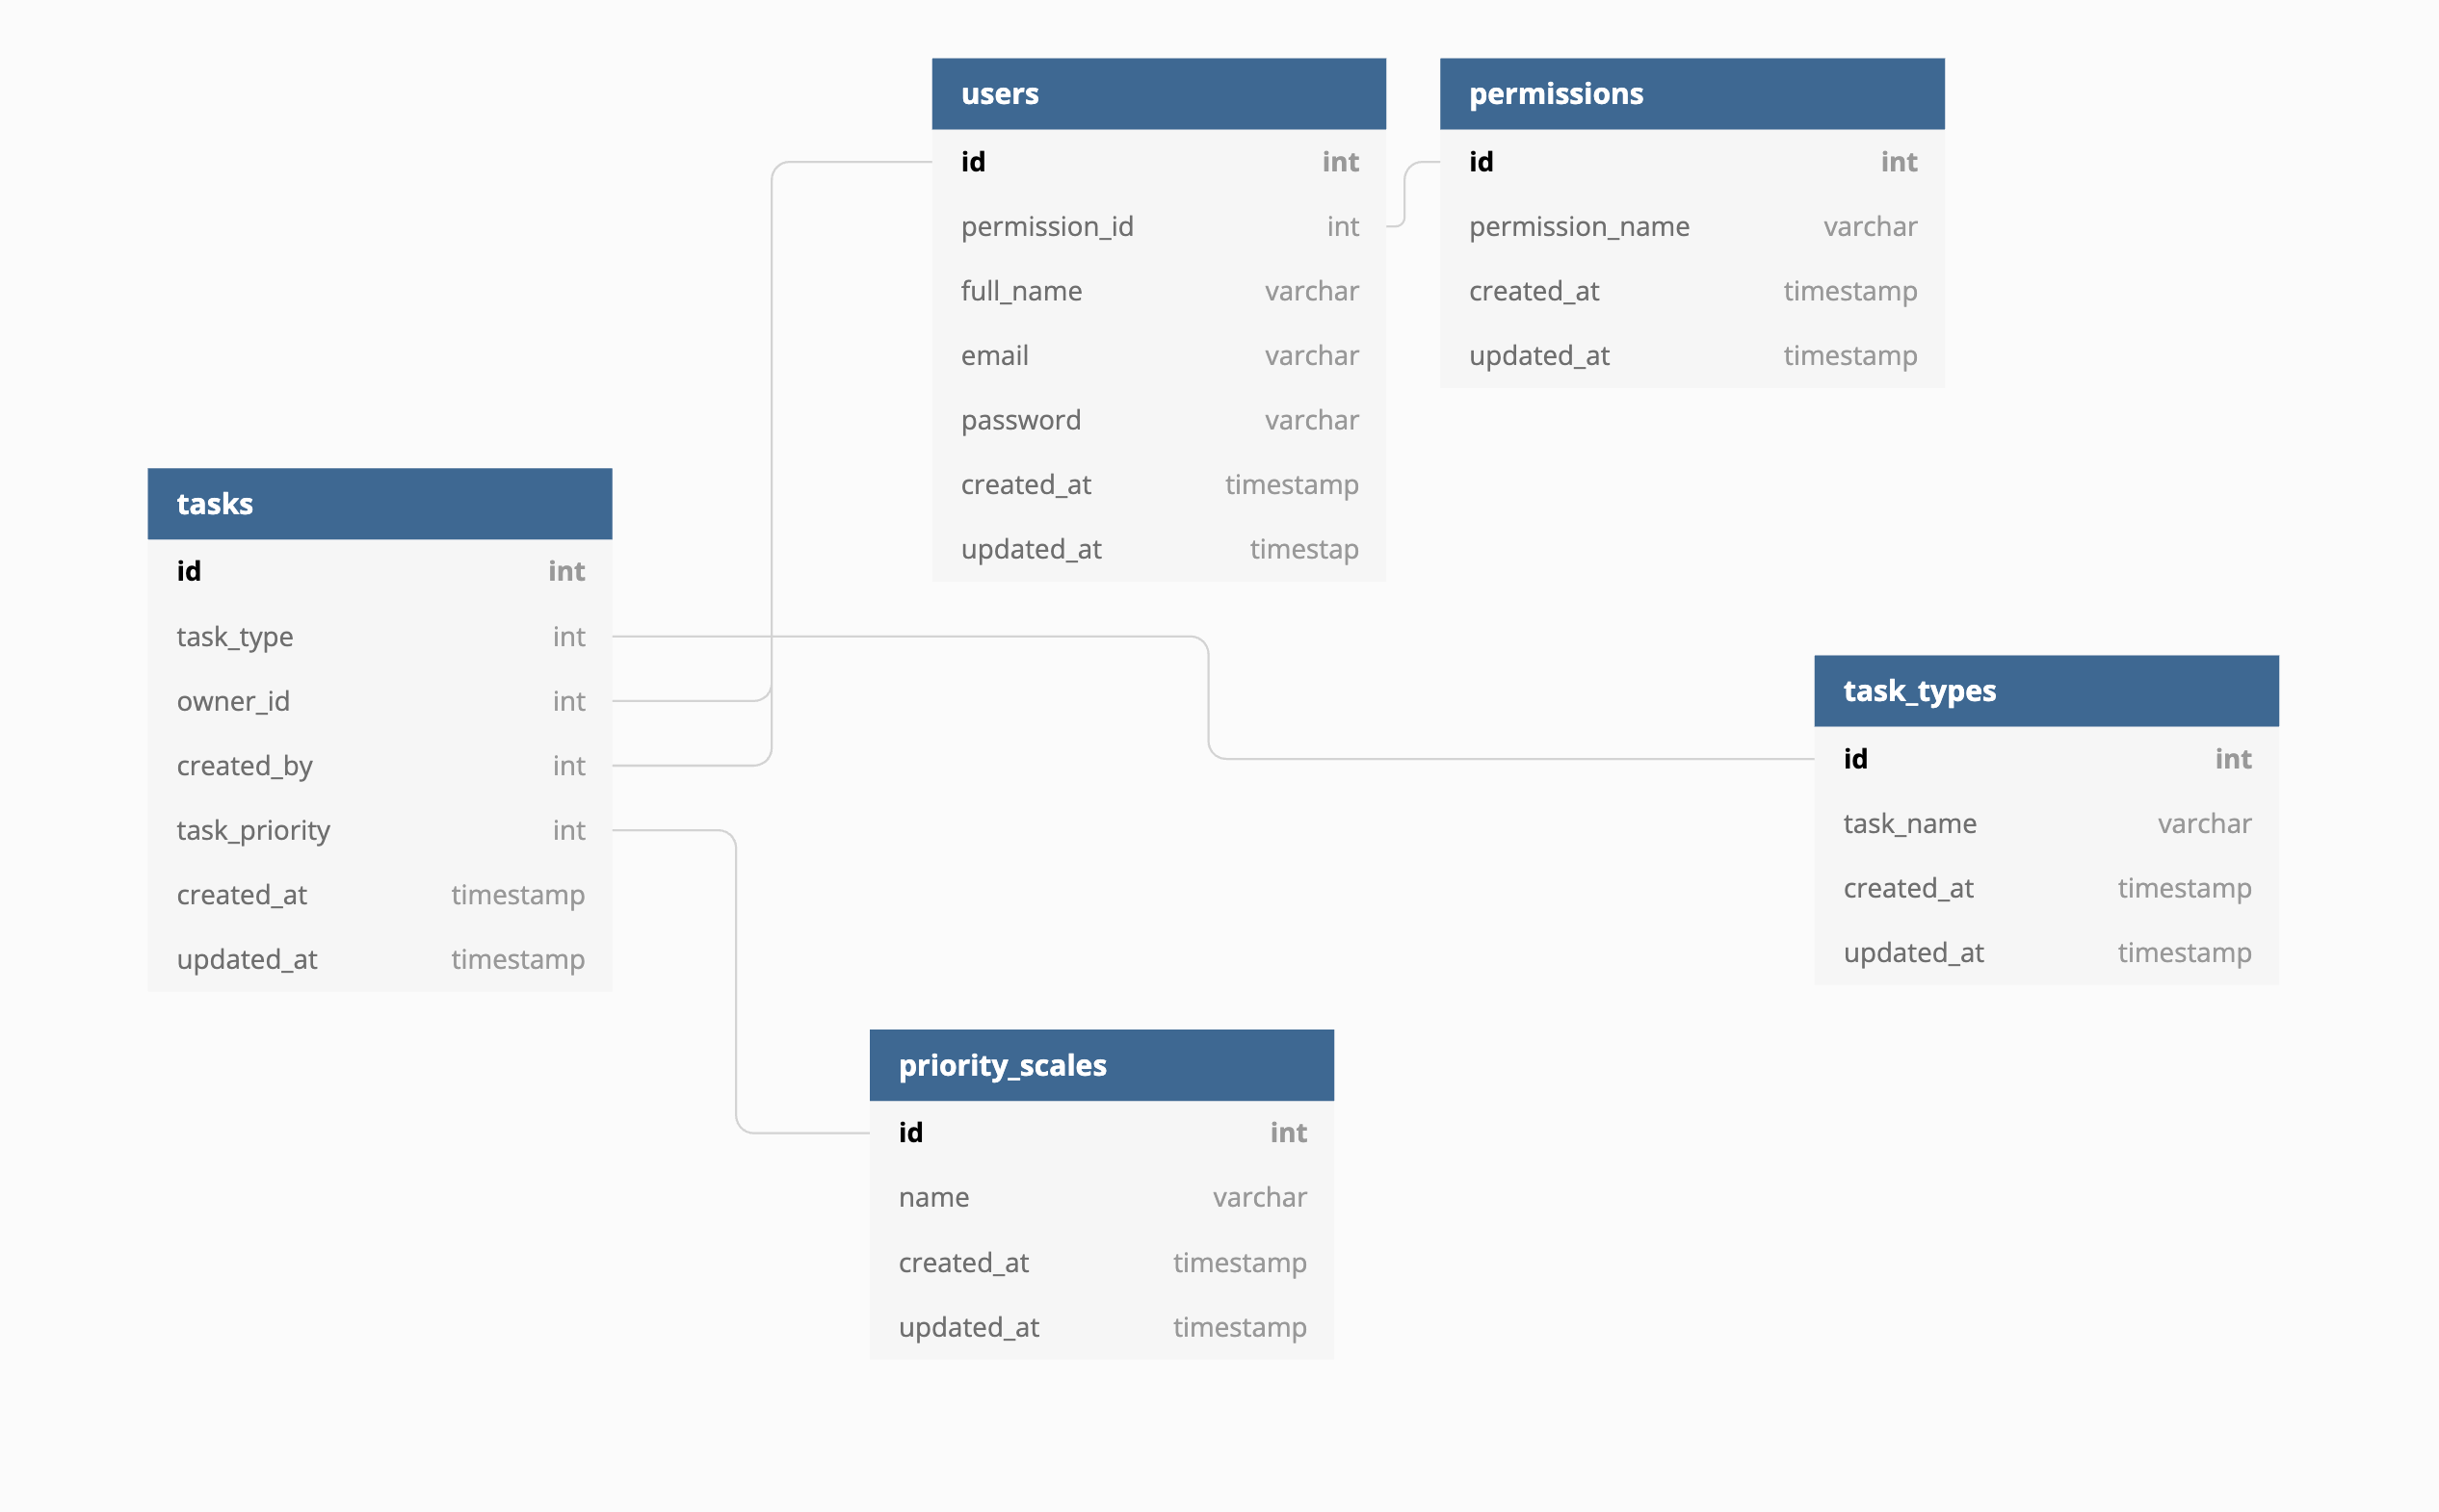 users
id int
permission_id int
full_name varchar
email varchar
password varchar
created_at timestamp
updated_at timestap
permissions
id int
permission_name varchar
created_at timestamp
updated_at timestamp
tasks
id int
task_type int
owner_id int
created_by int
task_priority int
created_at timestamp
updated_at timestamp
task_types
id int
task_name varchar
created_at timestamp
updated_at timestamp
priority_scales
id int
name varchar
created_at timestamp
updated_at timestamp